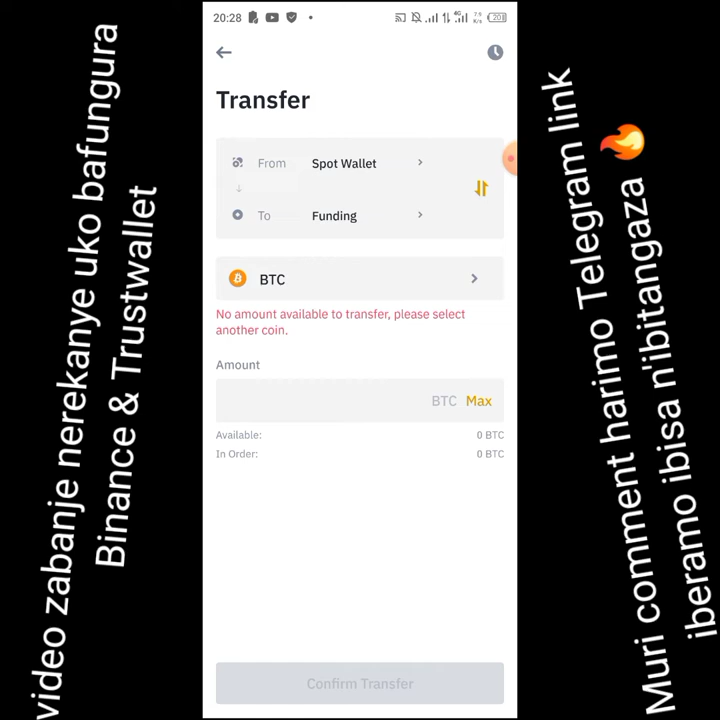 video zabanje nerekanye uko bafungura
Binance & Trustwallet
20:28
Transfer
From Spot Wallet
To Funding
BTC
No amount available to transfer, please select
another coin.
Amount
BTC Max
Available: 0 BTC
In Order: 0 BTC
Confirm Transfer
Muri comment harimo Telegram link
iberamo ibisa n'ibitangaza 🔥